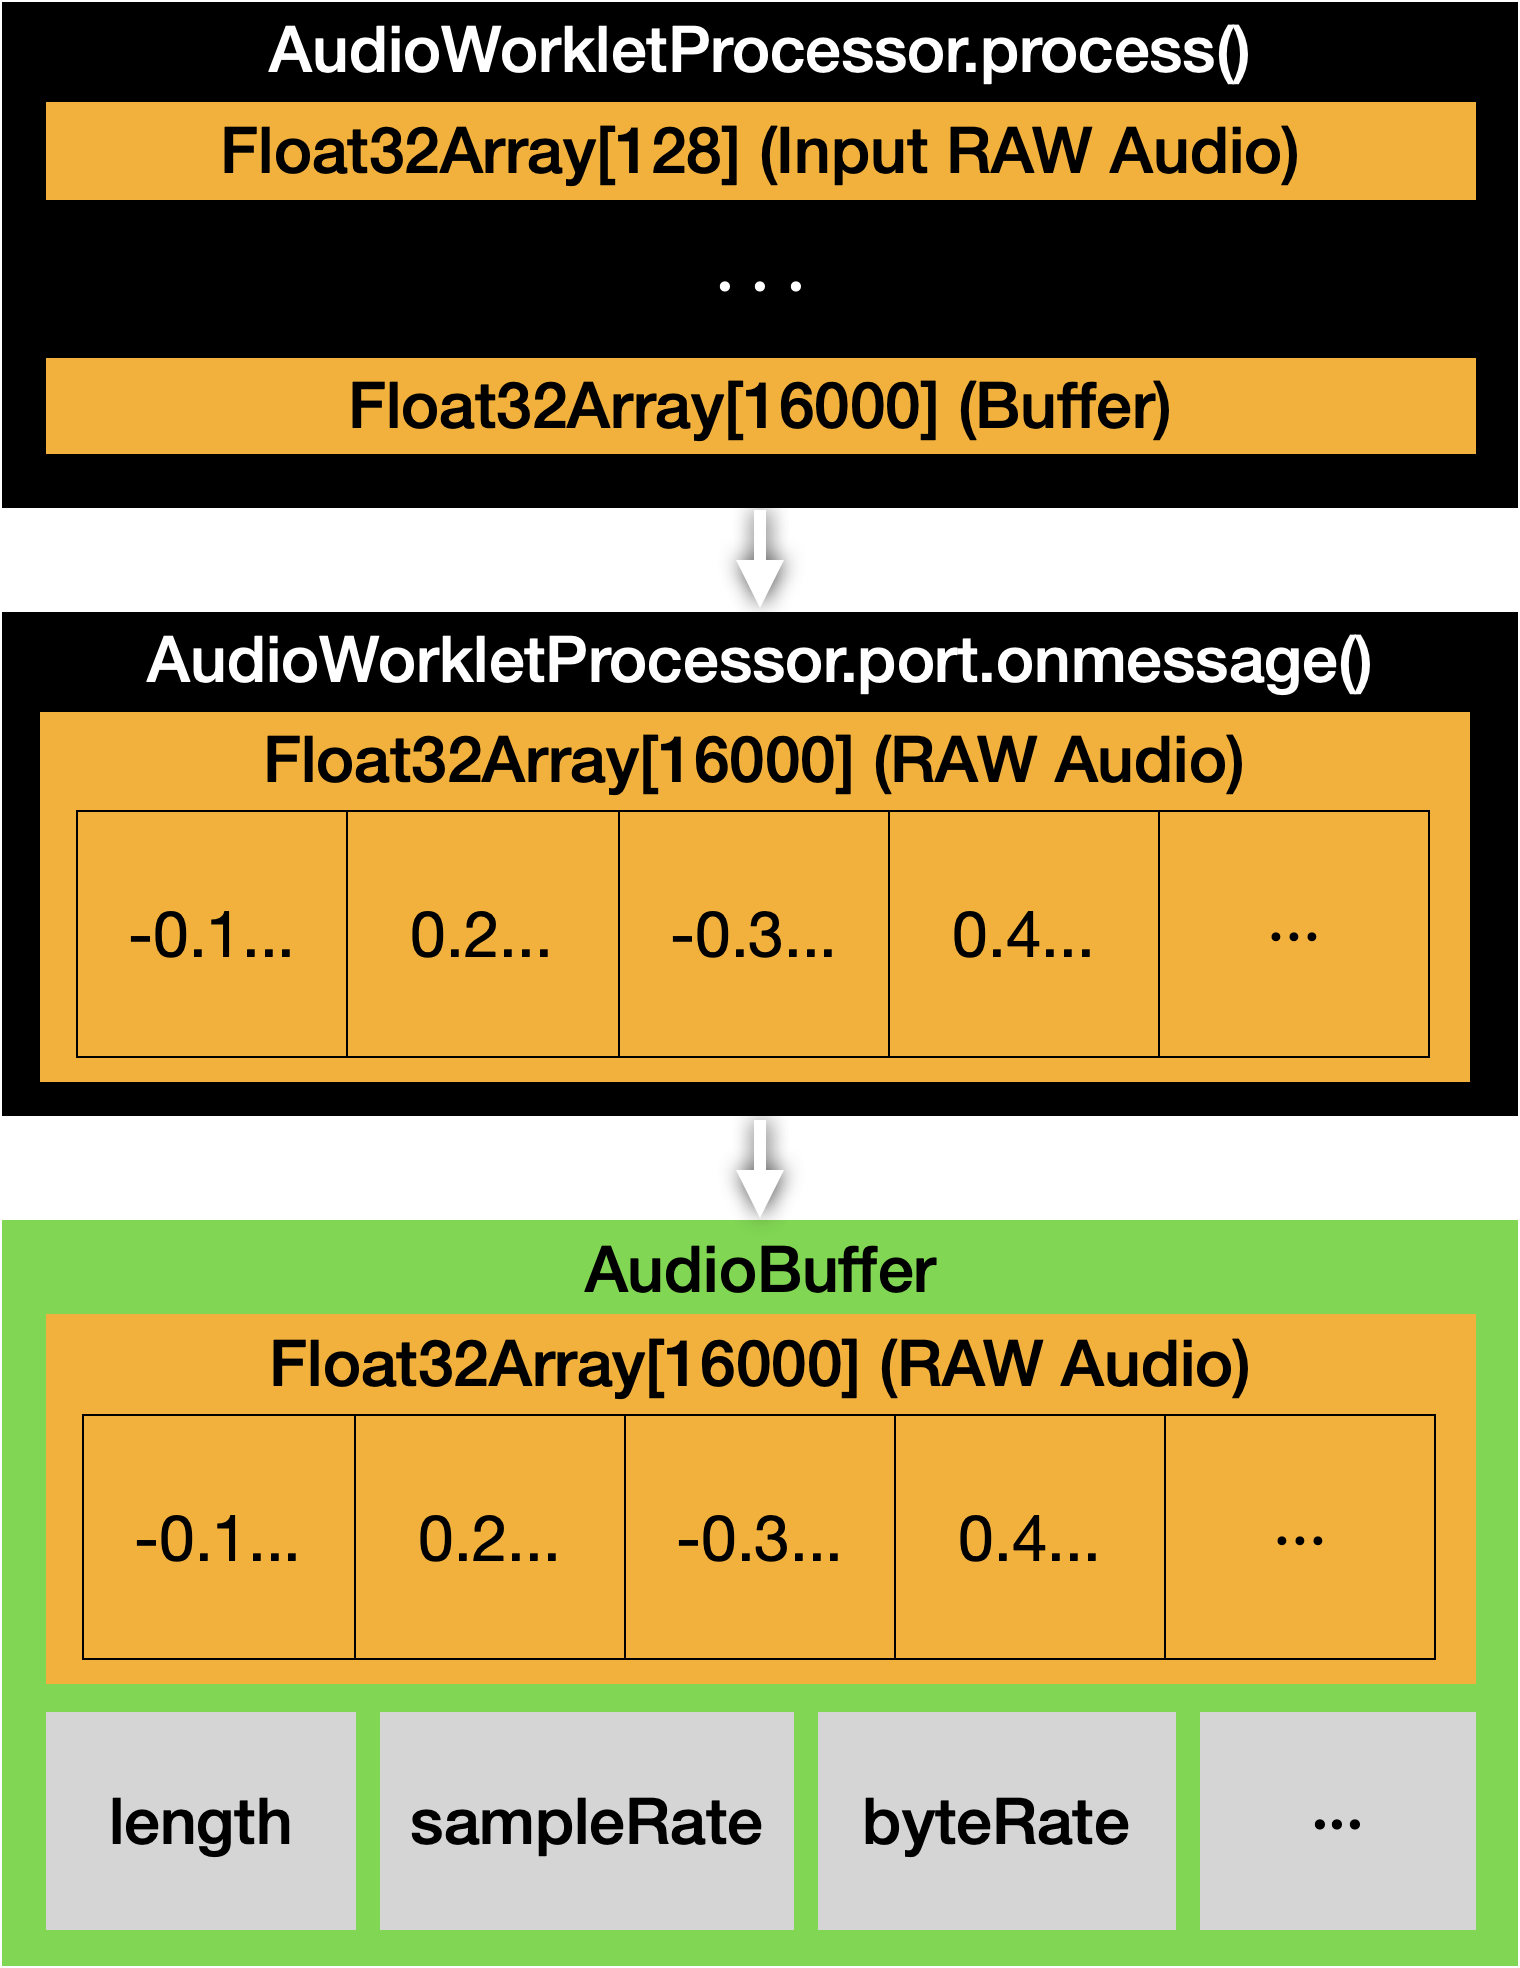 AudioWorkletProcessor.process()
Float32Array[128] (Input RAW Audio)
...
Float32Array[16000] (Buffer)
AudioWorkletProcessor.port.onmessage()
Float32Array[16000] (RAW Audio)
-0.1... 0.2... -0.3... 0.4... ...
AudioBuffer
Float32Array[16000] (RAW Audio)
-0.1... 0.2... -0.3... 0.4... ...
length sampleRate byteRate ...